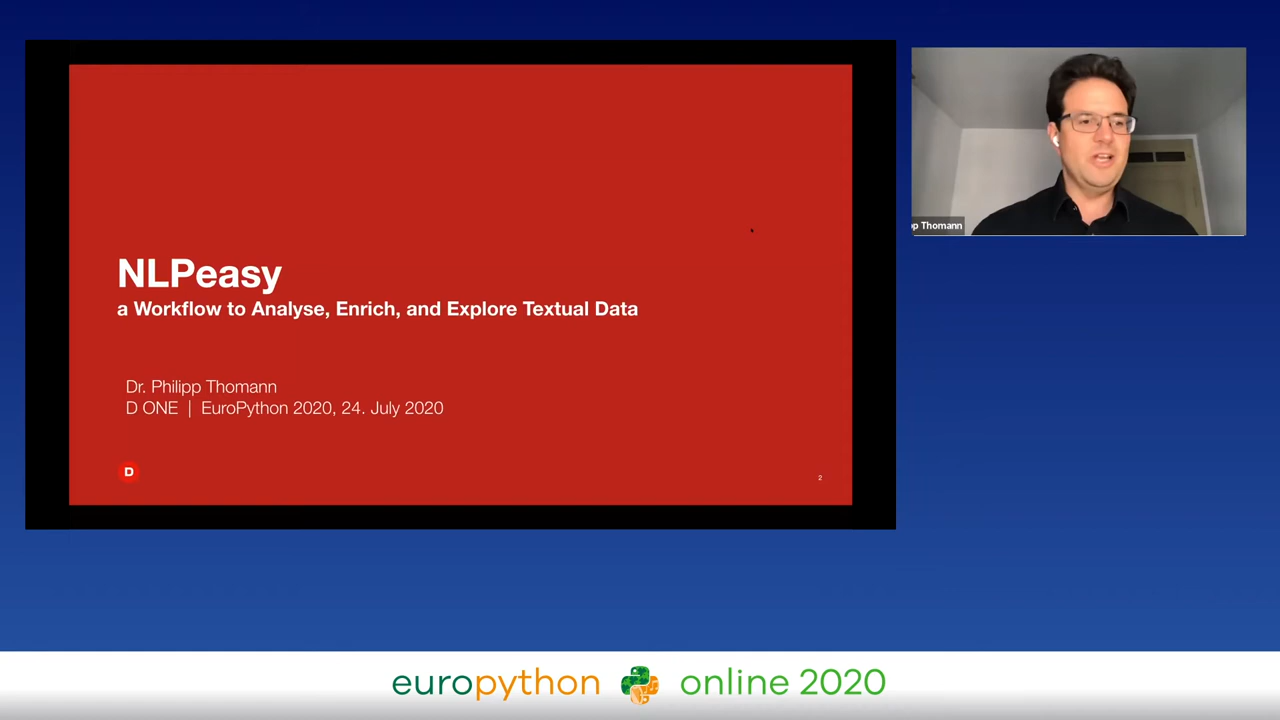 NLPeasy
a Workflow to Analyse, Enrich, and Explore Textual Data
Dr. Philipp Thomann
D ONE | EuroPython 2020, 24. July 2020
D
2
p Thomann
europython online 2020